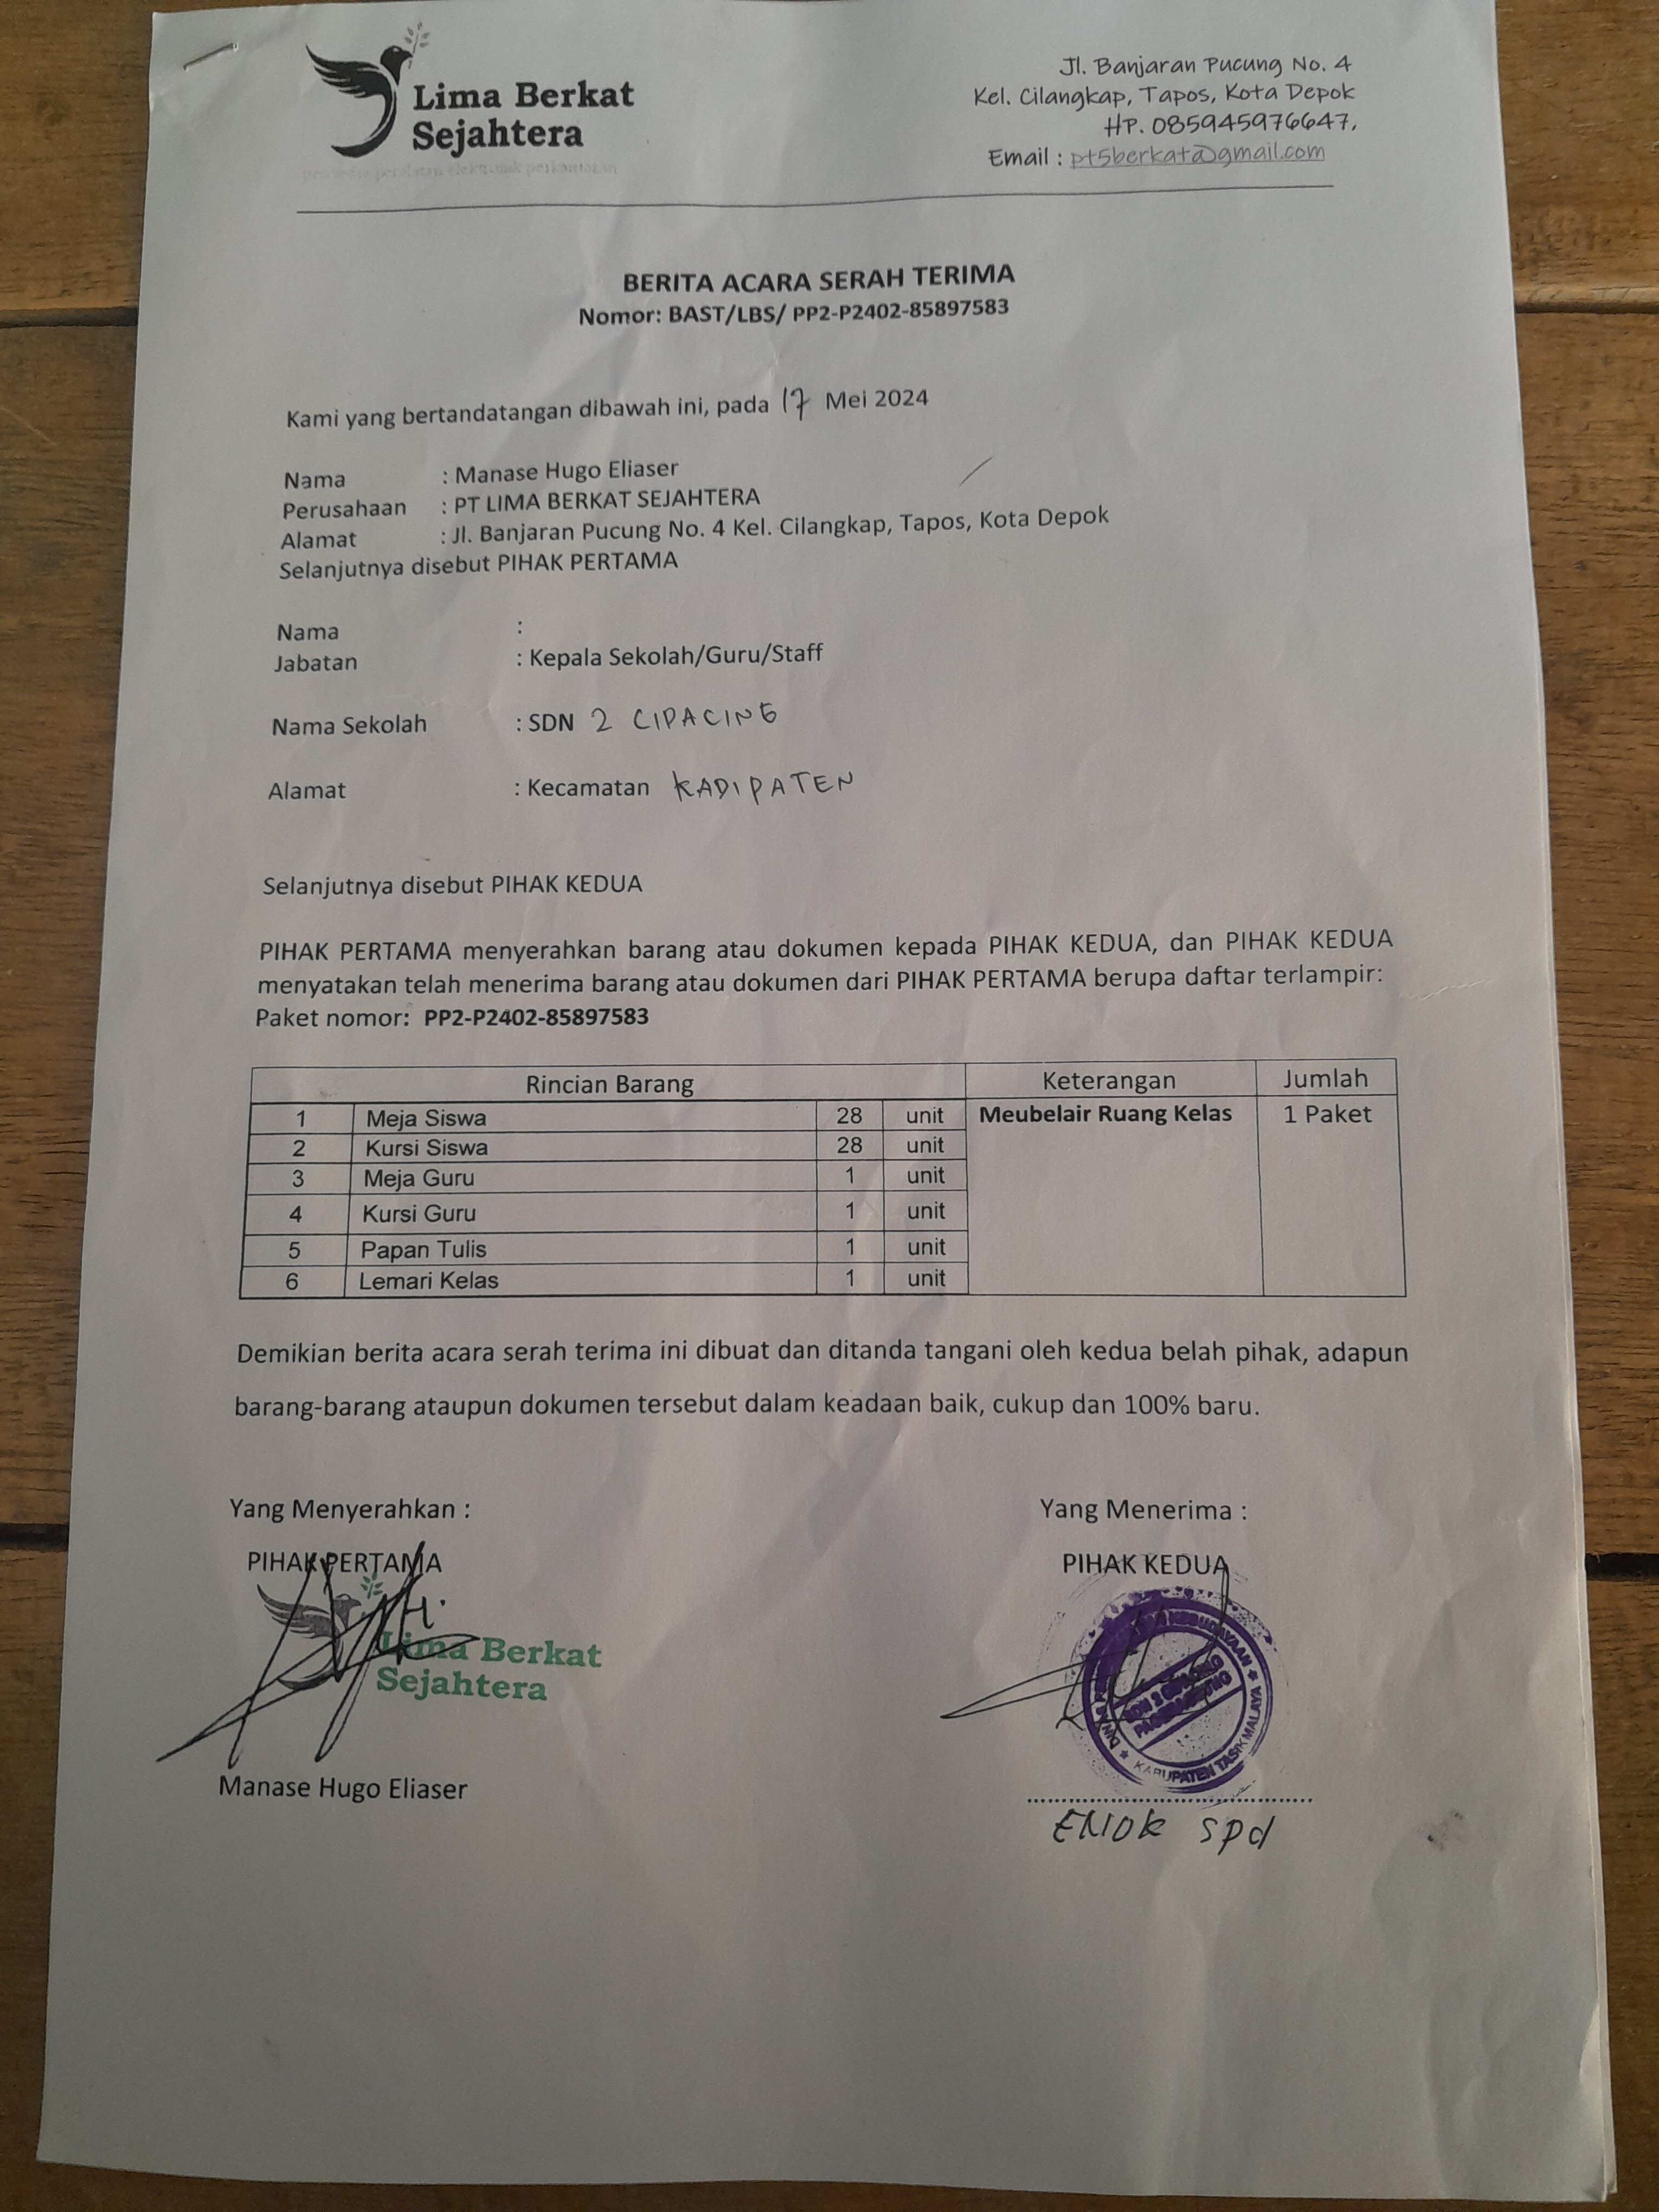 Lima Berkat
Sejahtera
Jl. Banjaran Pucung No. 4
Kel. Cilangkap, Tapos, Kota Depok
HP. 085945976647,
Email : pt5berkat@gmail.com
BERITA ACARA SERAH TERIMA
Nomor: BAST/LBS/ PP2-P2402-85897583
Kami yang bertandatangan dibawah ini, pada 17 Mei 2024
Nama : Manase Hugo Eliaser
Perusahaan : PT LIMA BERKAT SEJAHTERA
Alamat : Jl. Banjaran Pucung No. 4 Kel. Cilangkap, Tapos, Kota Depok
Selanjutnya disebut PIHAK PERTAMA
Nama :
Jabatan : Kepala Sekolah/Guru/Staff
Nama Sekolah : SDN 2 CIPACING
Alamat : Kecamatan KADIPATEN
Selanjutnya disebut PIHAK KEDUA
PIHAK PERTAMA menyerahkan barang atau dokumen kepada PIHAK KEDUA, dan PIHAK KEDUA
menyatakan telah menerima barang atau dokumen dari PIHAK PERTAMA berupa daftar terlampir:
Paket nomor: PP2-P2402-85897583
Rincian Barang Keterangan Jumlah
1 Meja Siswa 28 unit Meubelair Ruang Kelas 1 Paket
2 Kursi Siswa 28 unit
3 Meja Guru 1 unit
4 Kursi Guru 1 unit
5 Papan Tulis 1 unit
6 Lemari Kelas 1 unit
Demikian berita acara serah terima ini dibuat dan ditanda tangani oleh kedua belah pihak, adapun
barang-barang ataupun dokumen tersebut dalam keadaan baik, cukup dan 100% baru.
Yang Menyerahkan :
PIHAK PERTAMA
Lima Berkat
Sejahtera
Manase Hugo Eliaser
Yang Menerima :
PIHAK KEDUA
DINAS KEBUDAYAAN
SDN
KABUPATEN TASIKMALAYA
ENOK Spd